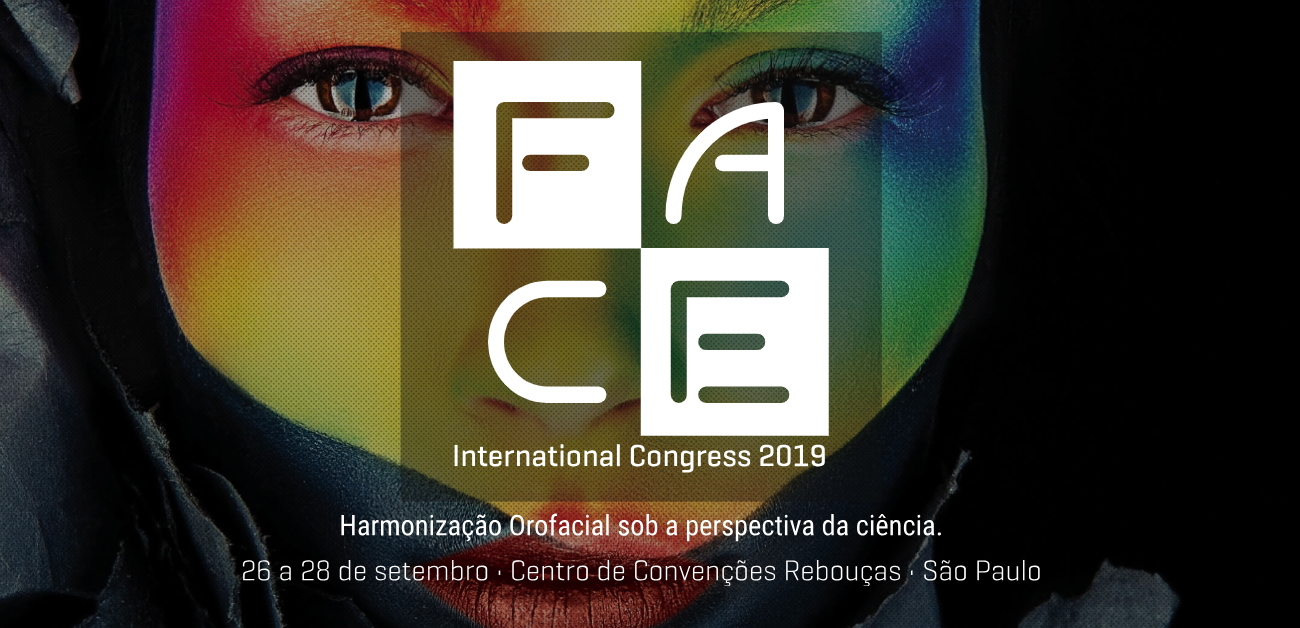 FA
CE
International Congress 2019
Harmonização Orofacial sob a perspectiva da ciência.
26 a 28 de setembro · Centro de Convenções Rebouças · São Paulo